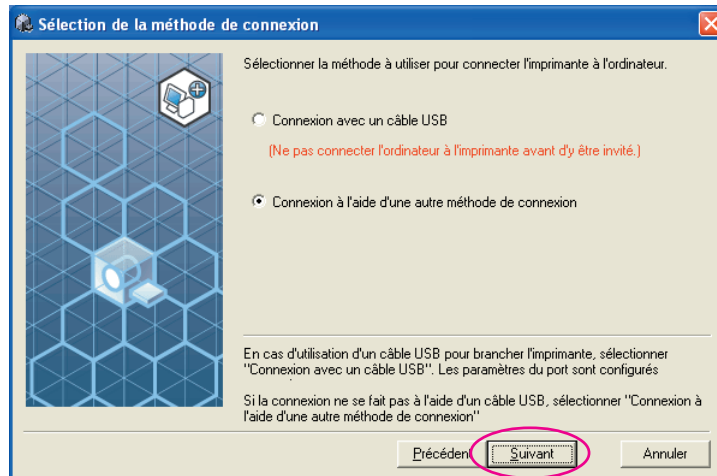 Sélection de la méthode de connexion
Sélectionner la méthode à utiliser pour connecter l'imprimante à l'ordinateur.
Connexion avec un câble USB
(Ne pas connecter l'ordinateur à l'imprimante avant d'y être invité.)
Connexion à l'aide d'une autre méthode de connexion
En cas d'utilisation d'un câble USB pour brancher l'imprimante, sélectionner
"Connexion avec un câble USB". Les paramètres du port sont configurés
Si la connexion ne se fait pas à l'aide d'un câble USB, sélectionner "Connexion à
l'aide d'une autre méthode de connexion"
Précéden Suivant Annuler